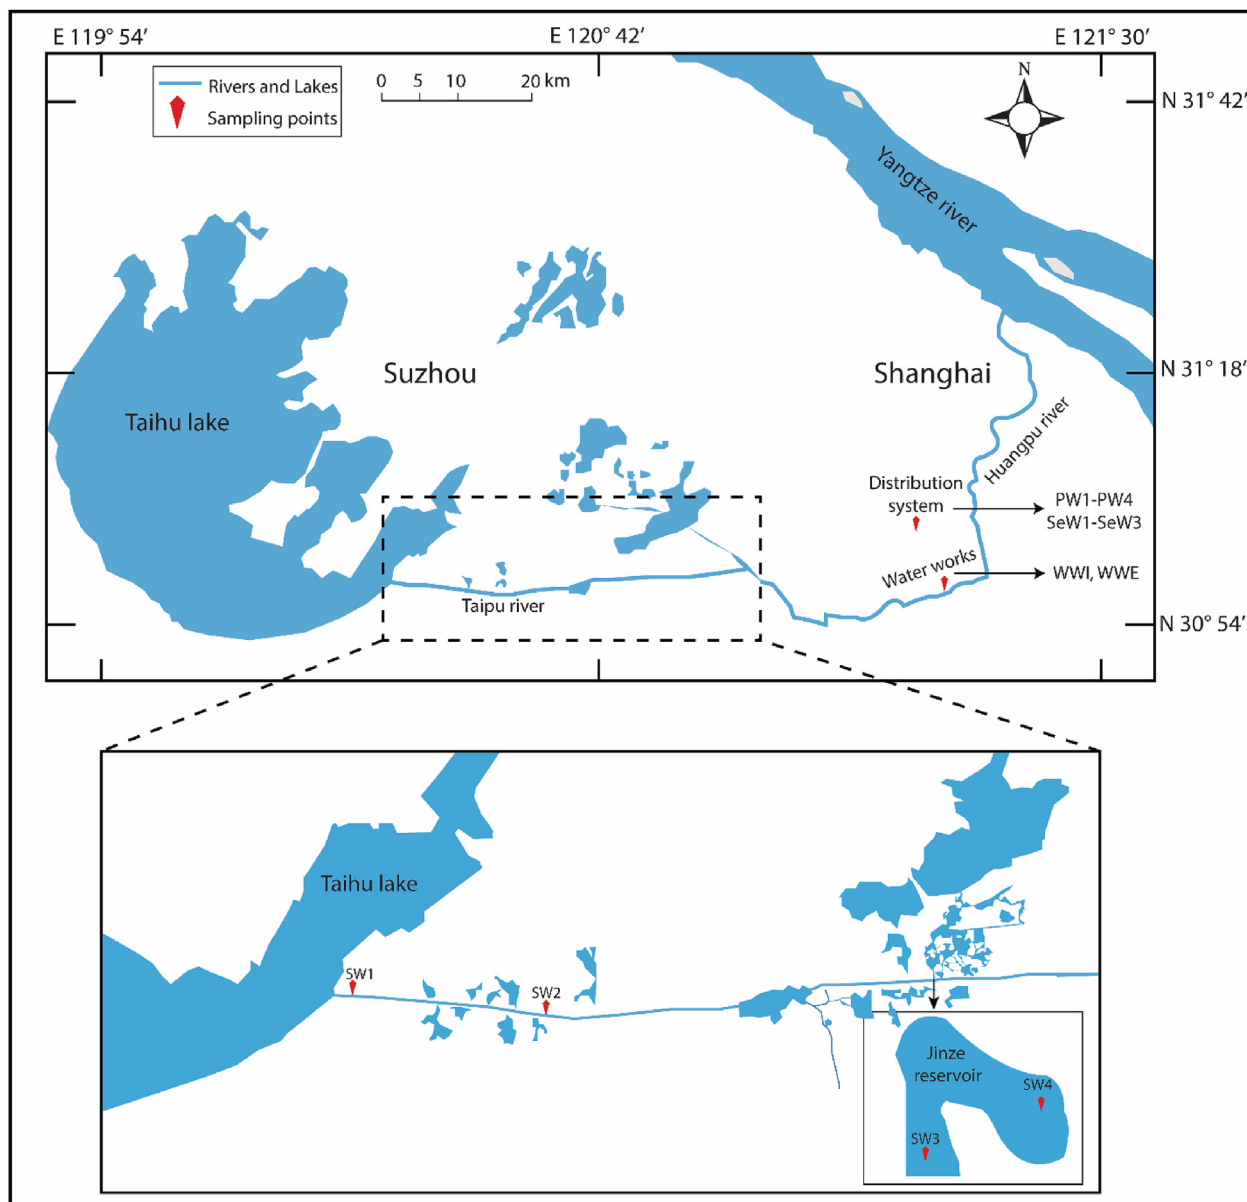 E 119° 54′
E 120° 42′
E 121° 30′
Rivers and Lakes
Sampling points
0 5 10 20 km
N
N 31° 42′
Yangtze river
Suzhou
Shanghai
N 31° 18′
Taihu lake
Huangpu river
Distribution
system
PW1-PW4
SeW1-SeW3
Water works
WWI, WWE
Taipu river
N 30° 54′
Taihu lake
SW1
SW2
Jinze
reservoir
SW4
SW3